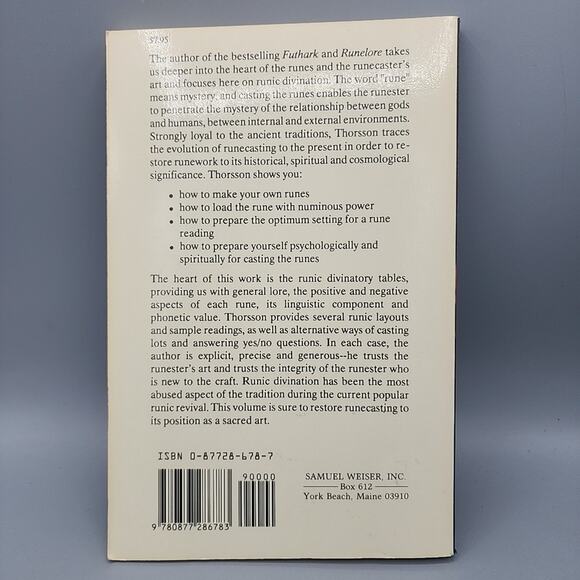 $7.95
The author of the bestselling Futhark and Runelore takes
us deeper into the heart of the runes and the runecaster's
art and focuses here on runic divination. The word "rune"
means mystery, and casting the runes enables the runester
to penetrate the mystery of the relationship between gods
and humans, between internal and external environments.
Strongly loyal to the ancient traditions, Thorsson traces
the evolution of runecasting to the present in order to re-
store runework to its historical, spiritual and cosmological
significance. Thorsson shows you:
• how to make your own runes
• how to load the rune with numinous power
• how to prepare the optimum setting for a rune
reading
• how to prepare yourself psychologically and
spiritually for casting the runes
The heart of this work is the runic divinatory tables,
providing us with general lore, the positive and negative
aspects of each rune, its linguistic component and
phonetic value. Thorsson provides several runic layouts
and sample readings, as well as alternative ways of casting
lots and answering yes/no questions. In each case, the
author is explicit, precise and generous--he trusts the
runester's art and trusts the integrity of the runester who
is new to the craft. Runic divination has been the most
abused aspect of the tradition during the current popular
runic revival. This volume is sure to restore runecasting to
its position as a sacred art.
ISBN 0-87728-678-7
90000
9 780877 286783
SAMUEL WEISER, INC.
Box 612
York Beach, Maine 03910